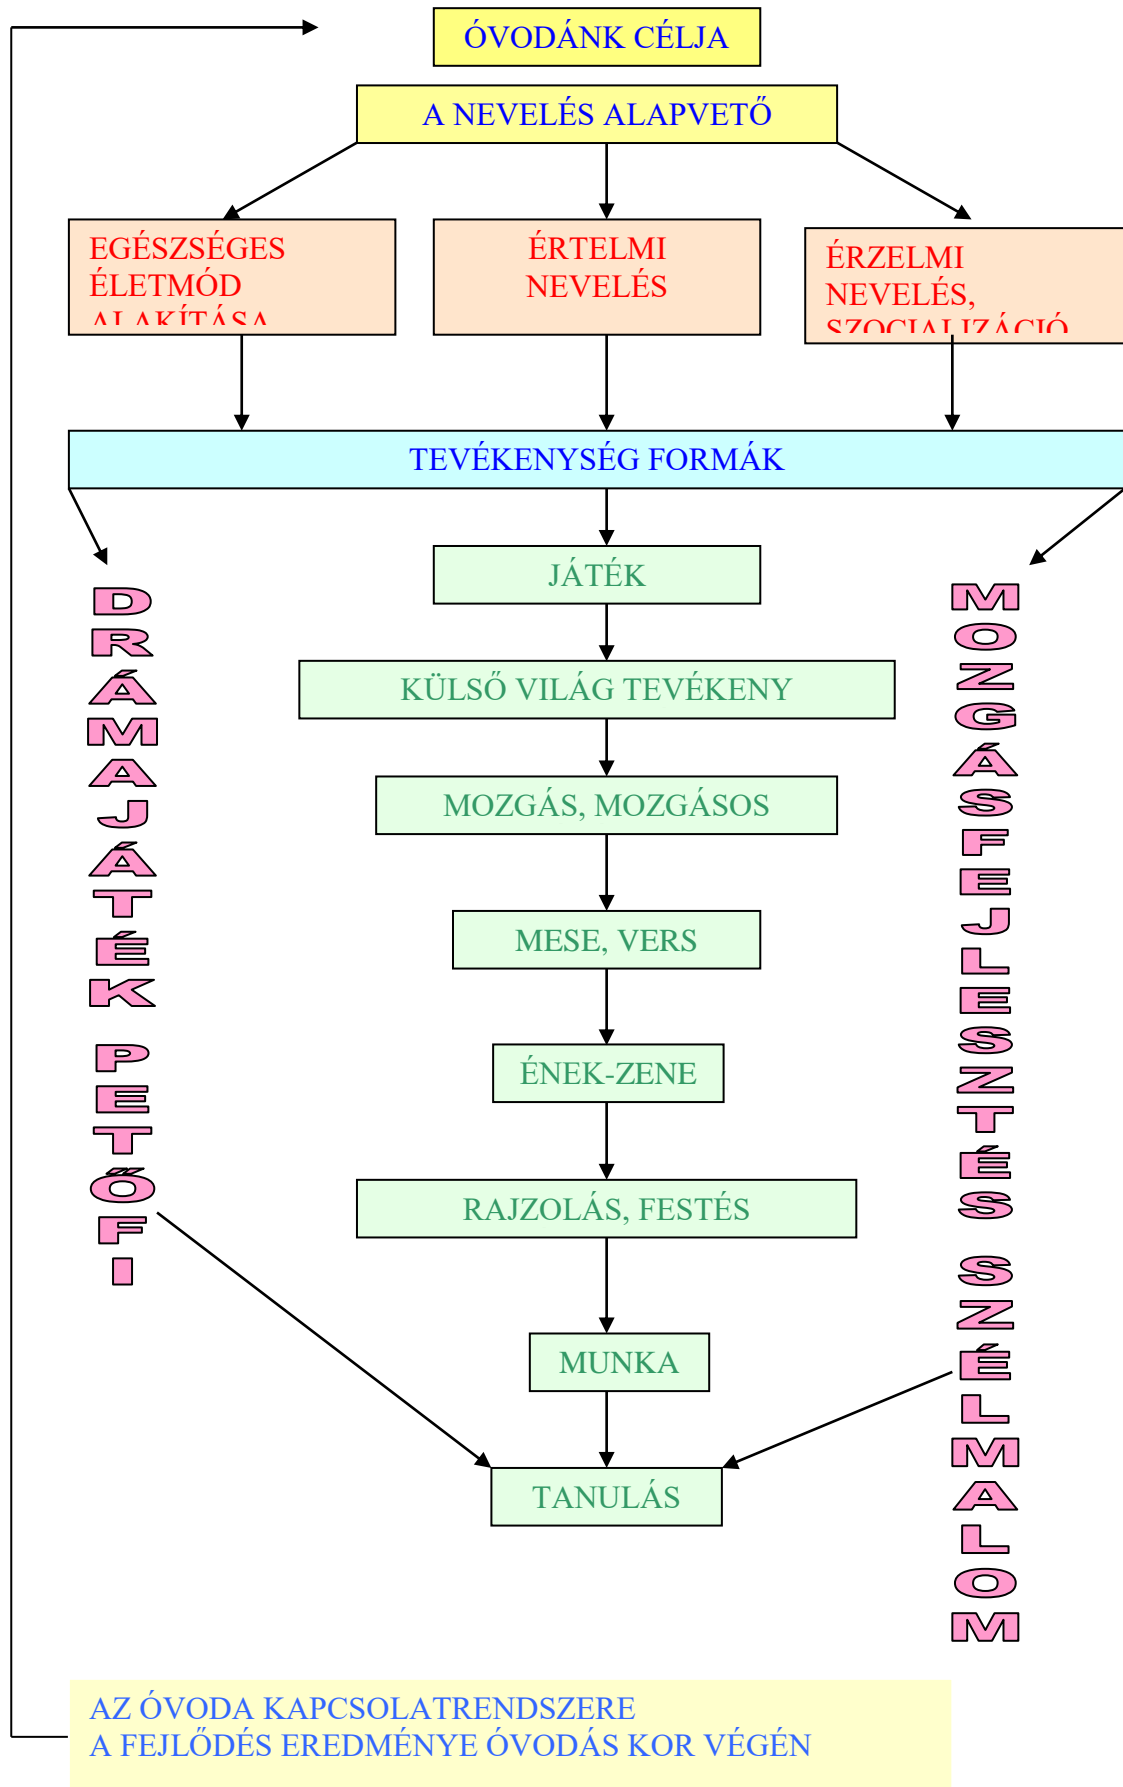 ÓVODÁNK CÉLJA
A NEVELÉS ALAPVETŐ
EGÉSZSÉGES
ÉLETMÓD
ALAKÍTÁSA
ÉRTELMI
NEVELÉS
ÉRZELMI
NEVELÉS,
SZOCIALIZÁCIÓ
TEVÉKENYSÉG FORMÁK
DRÁMAJÁTÉK PETŐFI
JÁTÉK
KÜLSŐ VILÁG TEVÉKENY
MOZGÁS, MOZGÁSOS
MESE, VERS
ÉNEK-ZENE
RAJZOLÁS, FESTÉS
MUNKA
TANULÁS
MOZGÁSFEJLESZTÉS SZÉLMALOM
AZ ÓVODA KAPCSOLATRENDSZERE
A FEJLŐDÉS EREDMÉNYE ÓVODÁS KOR VÉGÉN